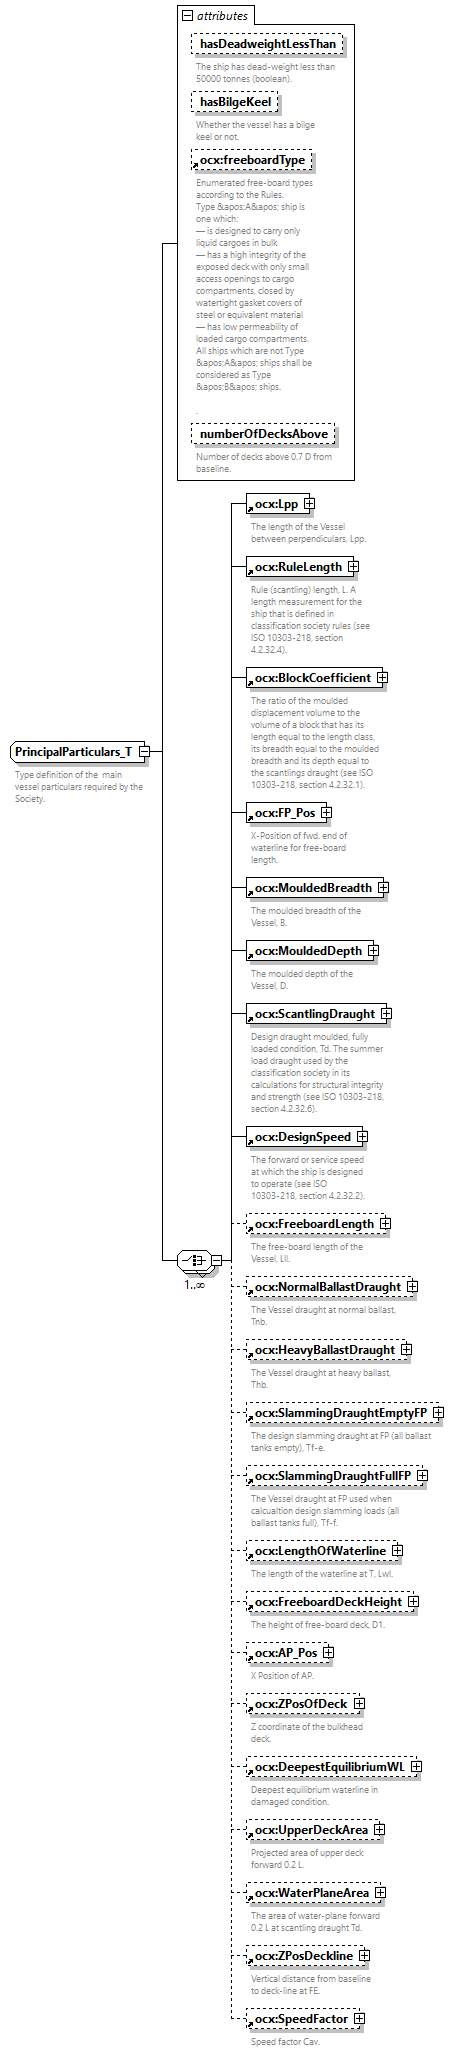 attributes
hasDeadweightLessThan
The ship has dead-weight less than
50000 tonnes (boolean).
hasBilgeKeel
Whether the vessel has a bilge
keel or not.
ocx:freeboardType
Enumerated free-board types
according to the Rules.
Type &apos;A&apos; ship is
one which:
— is designed to carry only
liquid cargoes in bulk
— has a high integrity of the
exposed deck with only small
access openings to cargo
compartments, closed by
watertight gasket covers of
steel or equivalent material
— has low permeability of
loaded cargo compartments.
All ships which are not Type
&apos;A&apos; ships shall be
considered as Type
&apos;B&apos; ships.
.
numberOfDecksAbove
Number of decks above 0.7 D from
baseline.
ocx:Lpp
The length of the Vessel
between perpendiculars, Lpp.
ocx:RuleLength
Rule (scantling) length, L. A
length measurement for the
ship that is defined in
classification society rules (see
ISO 10303-218, section
4.2.32.4).
ocx:BlockCoefficient
The ratio of the moulded
displacement volume to the
volume of a block that has its
length equal to the length class,
its breadth equal to the moulded
breadth and its depth equal to
the scantlings draught (see ISO
10303-218, section 4.2.32.1).
PrincipalParticulars_T
Type definition of the  main
vessel particulars required by the
Society.
ocx:FP_Pos
X-Position of fwd. end of
waterline for free-board
length.
ocx:MouldedBreadth
The moulded breadth of the
Vessel, B.
ocx:MouldedDepth
The moulded depth of the
Vessel, D.
ocx:ScantlingDraught
Design draught moulded, fully
loaded condition, Td. The summer
load draught used by the
classification society in its
calculations for structural integrity
and strength (see ISO 10303-218,
section 4.2.32.6).
ocx:DesignSpeed
The forward or service speed
at which the ship is designed
to operate (see ISO
10303-218, section 4.2.32.2).
ocx:FreeboardLength
The free-board length of the
Vessel, Lll.
1..∞
ocx:NormalBallastDraught
The Vessel draught at normal ballast,
Tnb.
ocx:HeavyBallastDraught
The Vessel draught at heavy ballast,
Thb.
ocx:SlammingDraughtEmptyFP
The design slamming draught at FP (all ballast
tanks empty), Tf-e.
ocx:SlammingDraughtFullFP
The Vessel draught at FP used when
calcualtion design slamming loads (all
ballast tanks full), Tf-f.
ocx:LengthOfWaterline
The length of the waterline at T, Lwl.
ocx:FreeboardDeckHeight
The height of free-board deck, D1.
ocx:AP_Pos
X Position of AP.
ocx:ZPosOfDeck
Z coordinate of the bulkhead
deck.
ocx:DeepestEquilibriumWL
Deepest equilibrium waterline in
damaged condition.
ocx:UpperDeckArea
Projected area of upper deck
forward 0.2 L.
ocx:WaterPlaneArea
The area of water-plane forward
0.2 L at scantling draught Td.
ocx:ZPosDeckline
Vertical distance from baseline
to deck-line at FE.
ocx:SpeedFactor
Speed factor Cav.